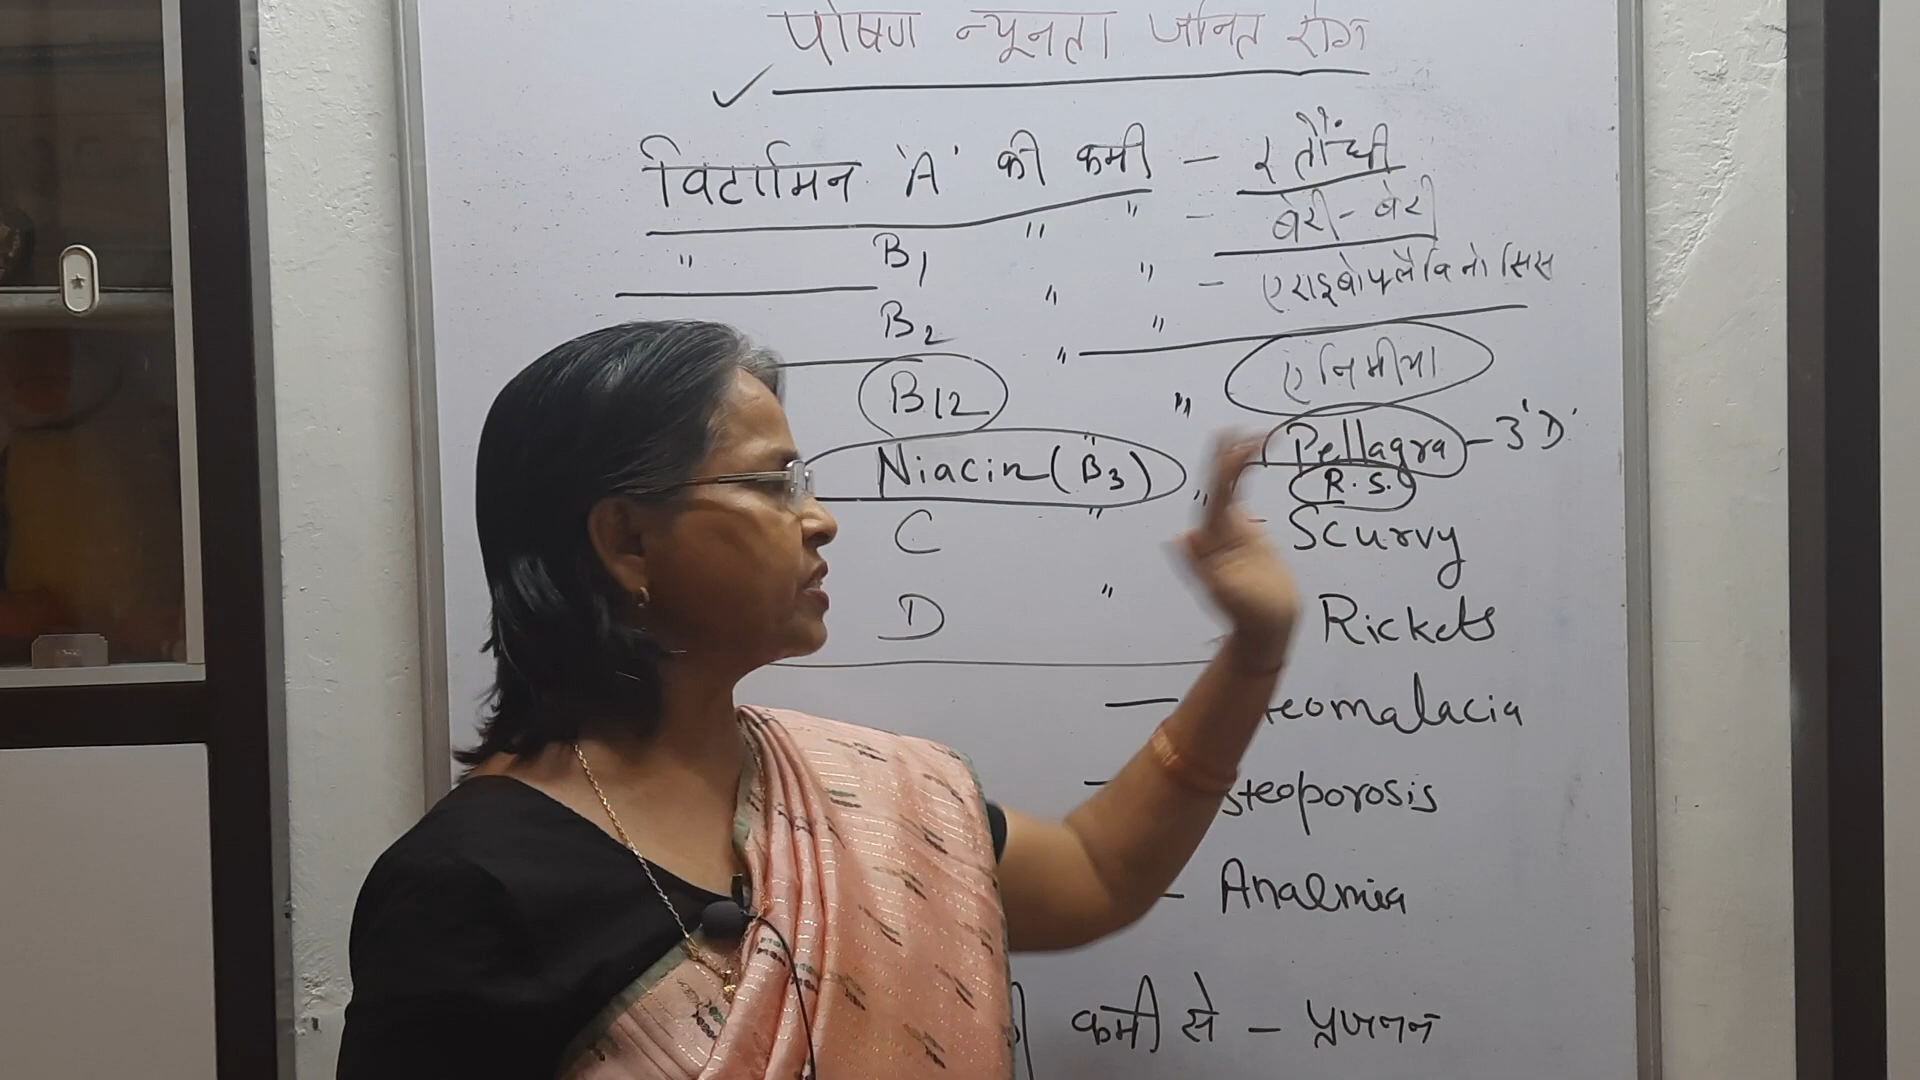 पोषण न्यूनता जनित रोग
विटामिन 'A' की कमी - रतौंधी
" B1 " " - बेरी-बेरी
B2 " " - एराइबोफ्लैविनोसिस
B12 " " एनिमीया
Niacin (B3) " " Pellagra - 3'D'
R.S.
C " - Scurvy
D " Rickets
— eomalacia
— steoporosis
- Anaemia
की कमी से - प्रजनन